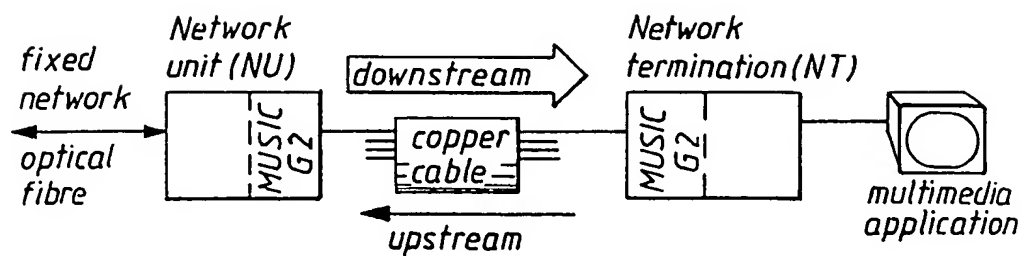 fixed
network
optical
fibre
Network
unit (NU)
MUSIC
G2
downstream
copper
cable
upstream
Network
termination (NT)
MUSIC
G2
multimedia
application